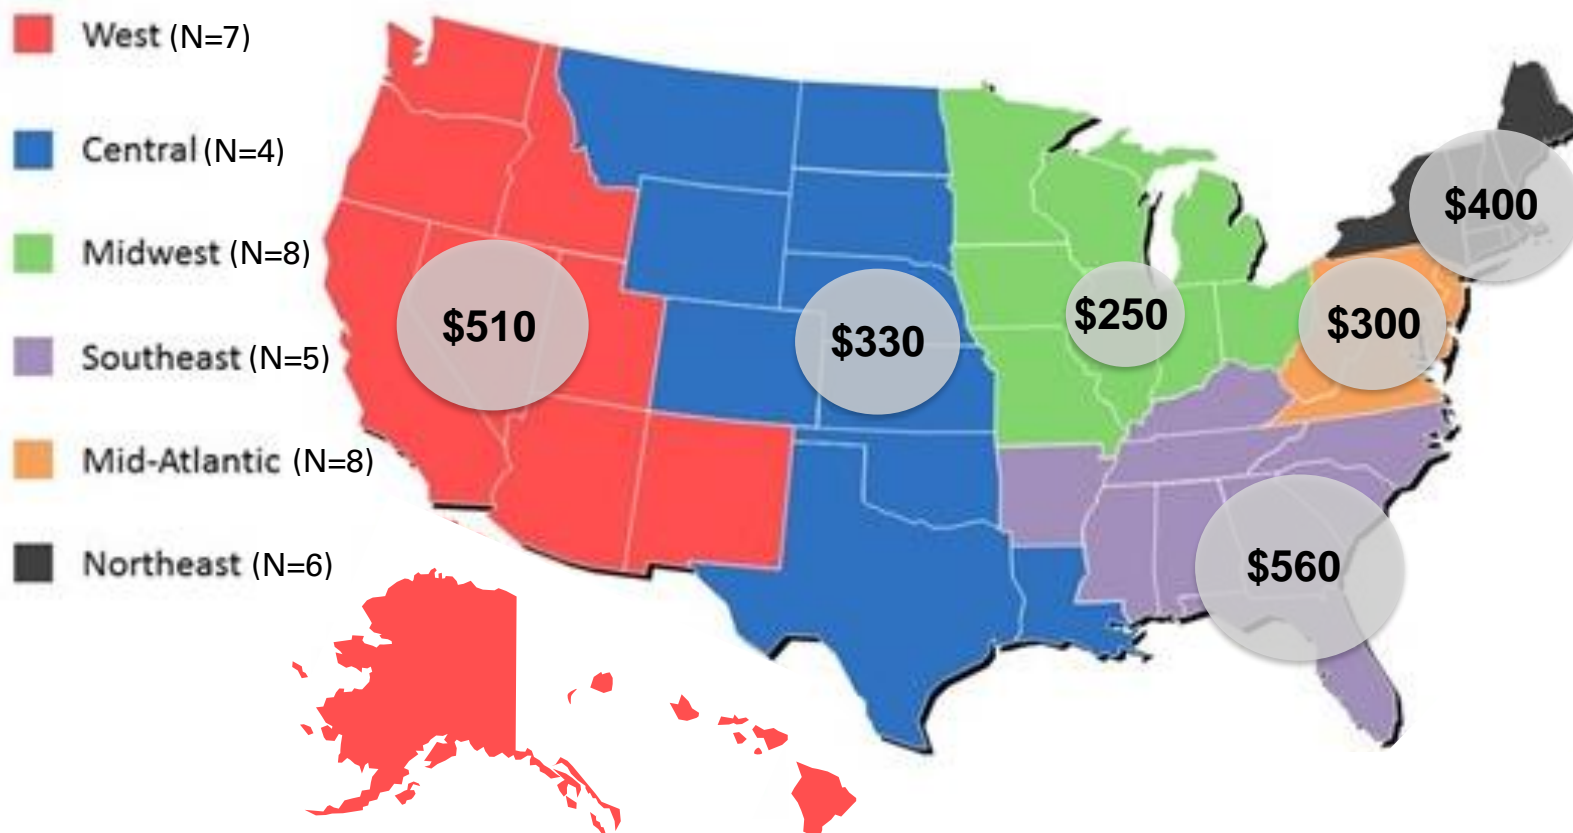 West (N=7)
Central (N=4)
Midwest (N=8)
Southeast (N=5)
Mid-Atlantic (N=8)
Northeast (N=6)
$510
$330
$250
$300
$400
$560